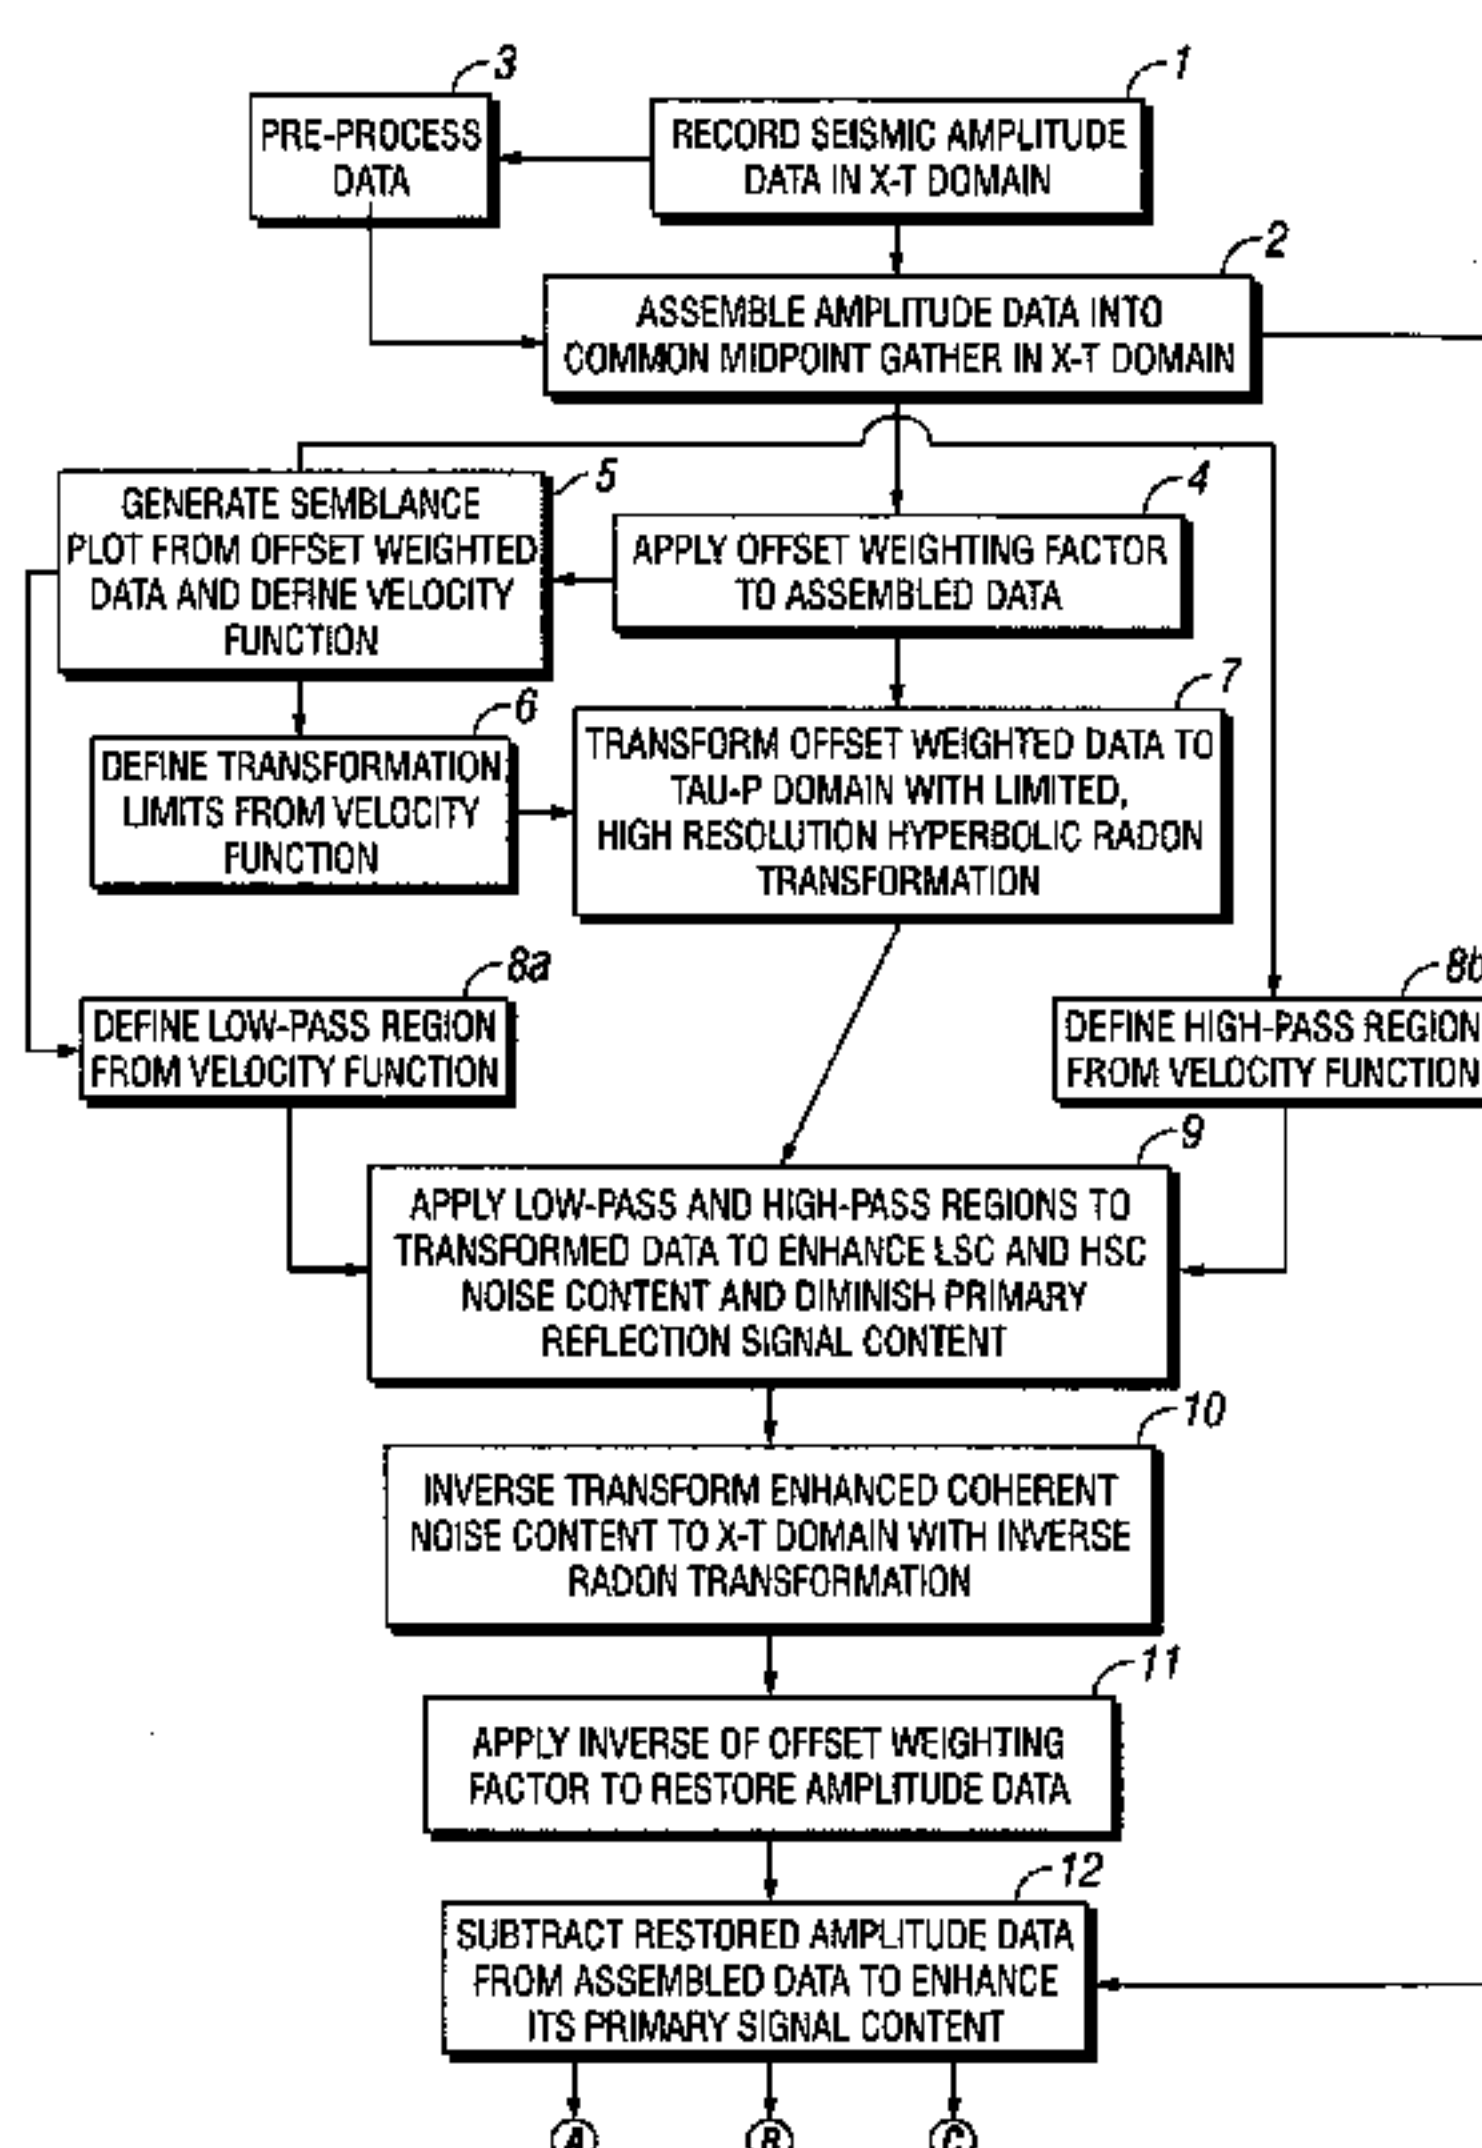 3
PRE-PROCESS
DATA
1
RECORD SEISMIC AMPLITUDE
DATA IN X-T DOMAIN
2
ASSEMBLE AMPLITUDE DATA INTO
COMMON MIDPOINT GATHER IN X-T DOMAIN
5
GENERATE SEMBLANCE
PLOT FROM OFFSET WEIGHTED
DATA AND DEFINE VELOCITY
FUNCTION
4
APPLY OFFSET WEIGHTING FACTOR
TO ASSEMBLED DATA
6
DEFINE TRANSFORMATION
LIMITS FROM VELOCITY
FUNCTION
7
TRANSFORM OFFSET WEIGHTED DATA TO
TAU-P DOMAIN WITH LIMITED,
HIGH RESOLUTION HYPERBOLIC RADON
TRANSFORMATION
8a
DEFINE LOW-PASS REGION
FROM VELOCITY FUNCTION
8b
DEFINE HIGH-PASS REGION
FROM VELOCITY FUNCTION
9
APPLY LOW-PASS AND HIGH-PASS REGIONS TO
TRANSFORMED DATA TO ENHANCE LSC AND HSC
NOISE CONTENT AND DIMINISH PRIMARY
REFLECTION SIGNAL CONTENT
10
INVERSE TRANSFORM ENHANCED COHERENT
NOISE CONTENT TO X-T DOMAIN WITH INVERSE
RADON TRANSFORMATION
11
APPLY INVERSE OF OFFSET WEIGHTING
FACTOR TO RESTORE AMPLITUDE DATA
12
SUBTRACT RESTORED AMPLITUDE DATA
FROM ASSEMBLED DATA TO ENHANCE
ITS PRIMARY SIGNAL CONTENT
A
B
C